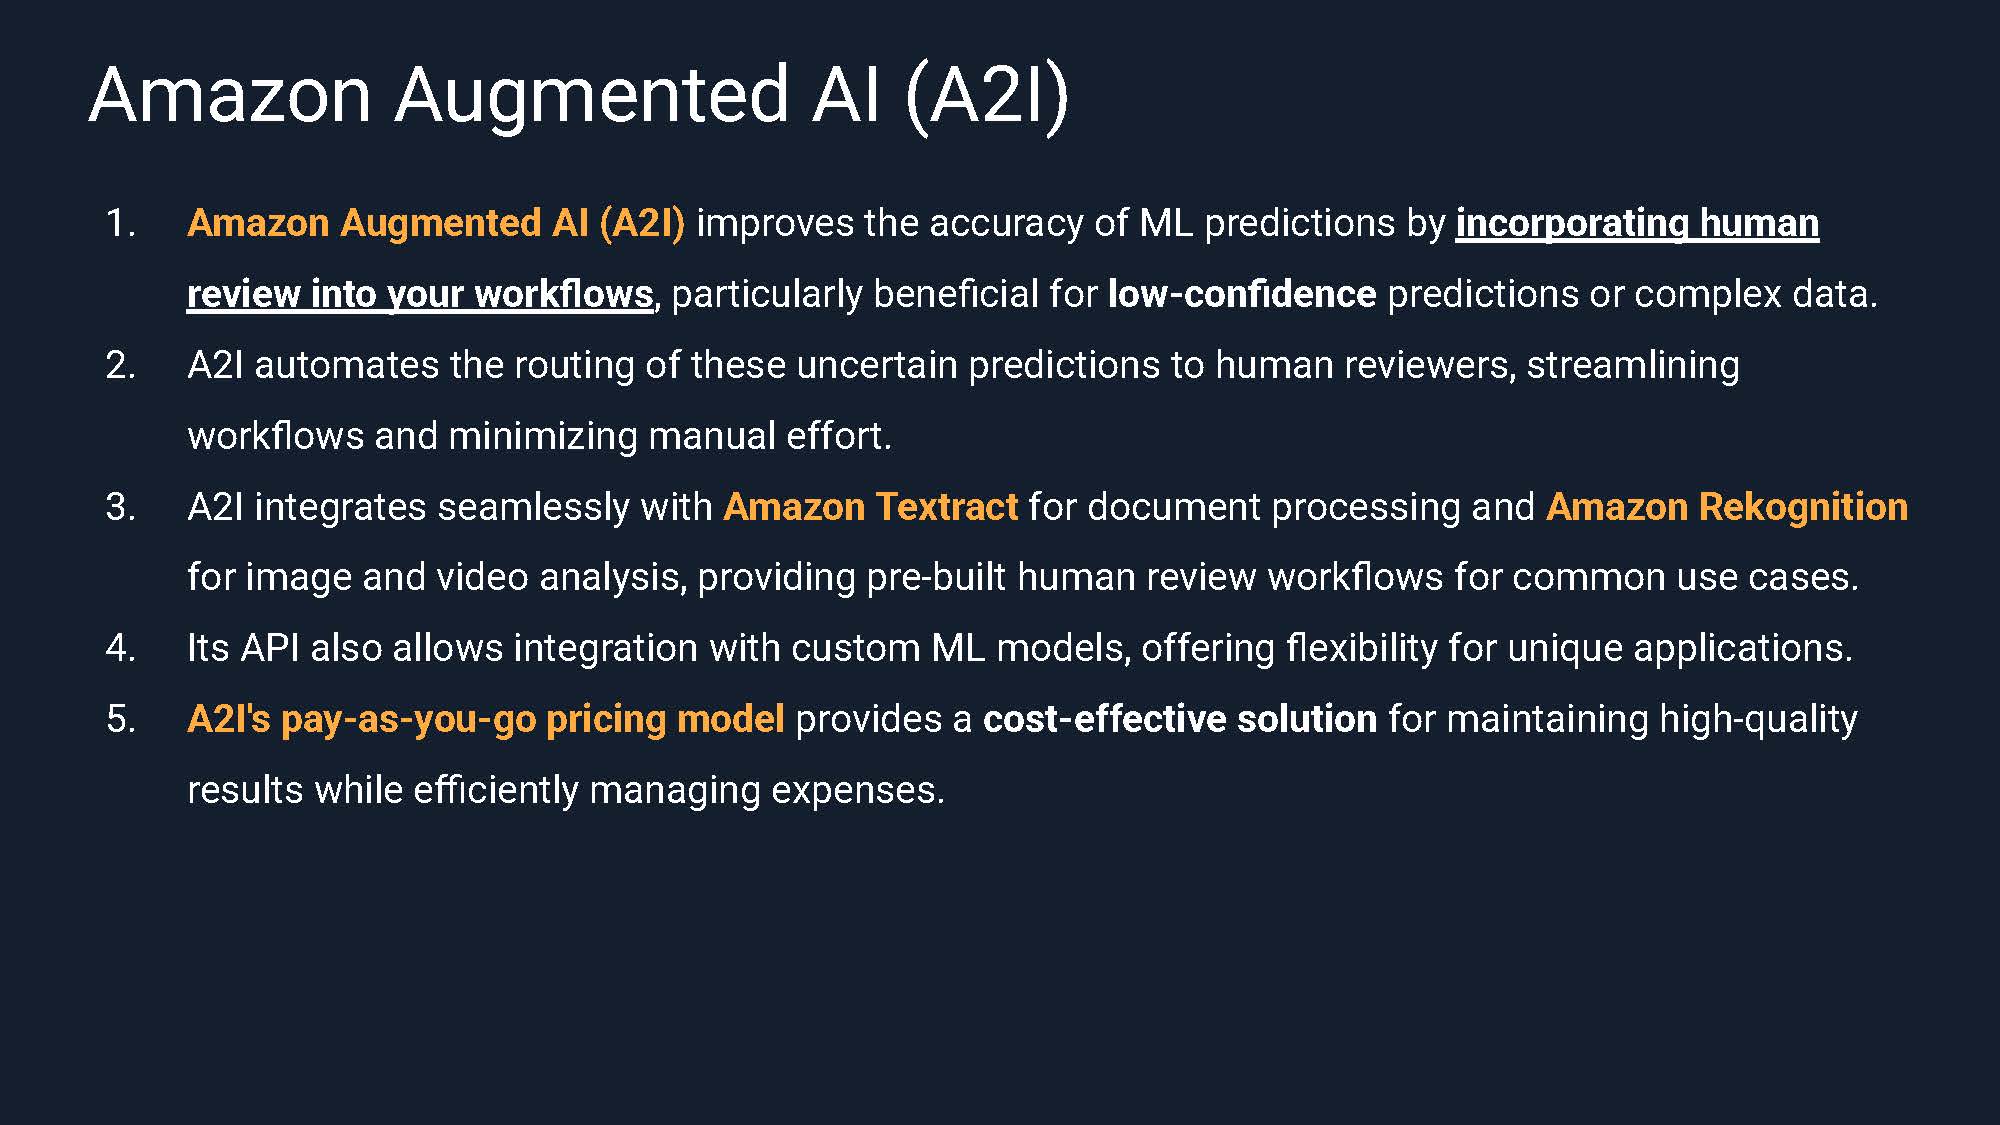 Amazon Augmented AI (A2I)
1. Amazon Augmented AI (A2I) improves the accuracy of ML predictions by incorporating human
review into your workflows, particularly beneficial for low-confidence predictions or complex data.
2. A2I automates the routing of these uncertain predictions to human reviewers, streamlining
workflows and minimizing manual effort.
3. A2I integrates seamlessly with Amazon Textract for document processing and Amazon Rekognition
for image and video analysis, providing pre-built human review workflows for common use cases.
4. Its API also allows integration with custom ML models, offering flexibility for unique applications.
5. A2I's pay-as-you-go pricing model provides a cost-effective solution for maintaining high-quality
results while efficiently managing expenses.